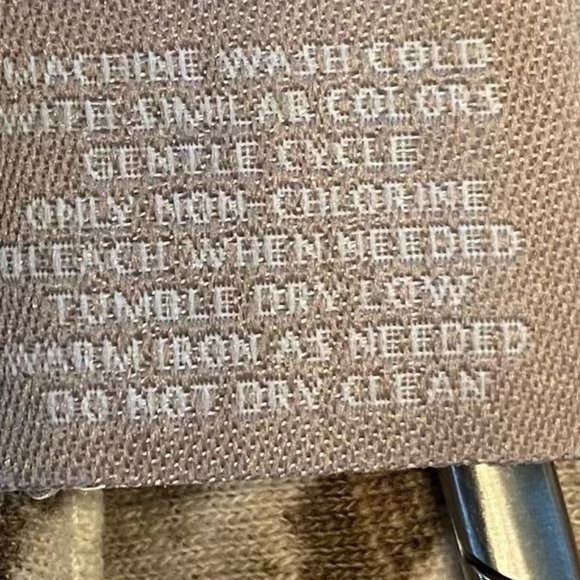 MACHINE WASH COLD
WITH SIMILAR COLORS
GENTLE CYCLE
ONLY NON-CHLORINE
BLEACH WHEN NEEDED
TUMBLE DRY LOW
WARM IRON AS NEEDED
DO NOT DRY CLEAN